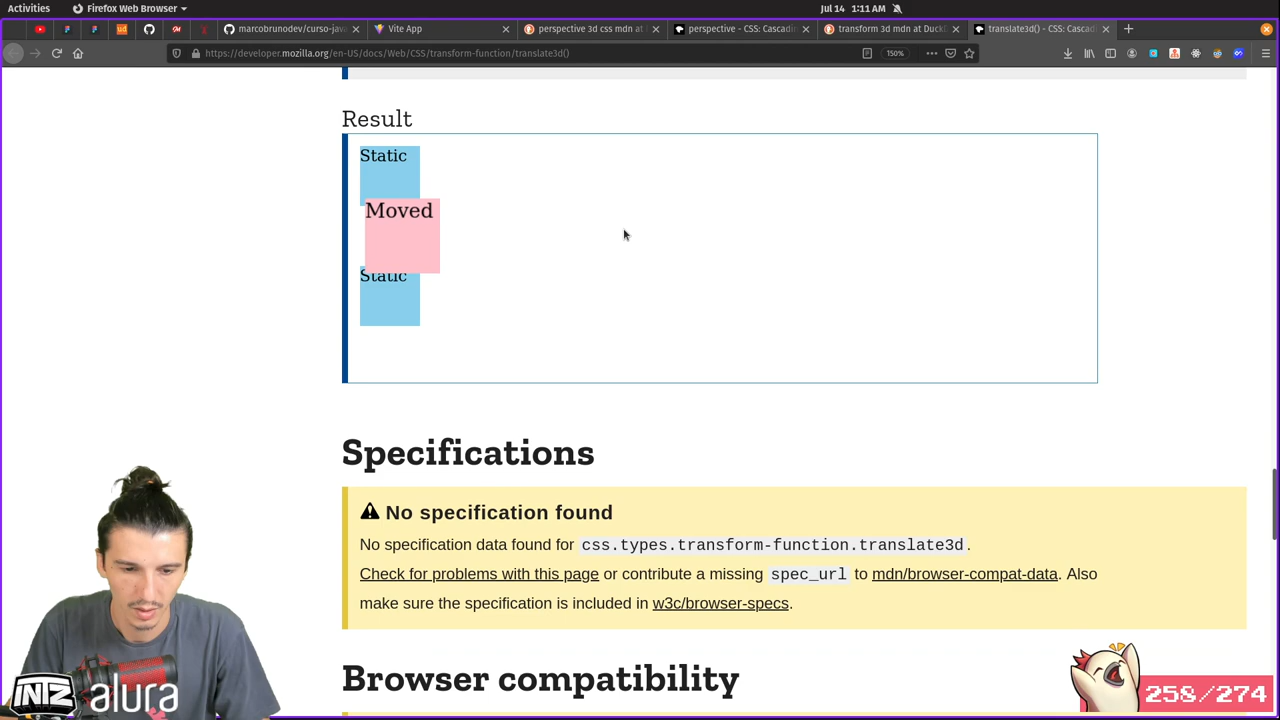 Activities
Firefox Web Browser
Jul 14 1:11 AM
marcobrunodev/curso-java
Vite App
perspective 3d css mdn at
perspective - CSS: Cascadin
transform 3d mdn at DuckD
translate3d() - CSS: Cascad
https://developer.mozilla.org/en-US/docs/Web/CSS/transform-function/translate3d()
150%
Result
Static
Moved
Static
Specifications
No specification found
No specification data found for css.types.transform-function.translate3d.
Check for problems with this page or contribute a missing spec_url to mdn/browser-compat-data. Also
make sure the specification is included in w3c/browser-specs.
Browser compatibility
INTZ alura
258/274